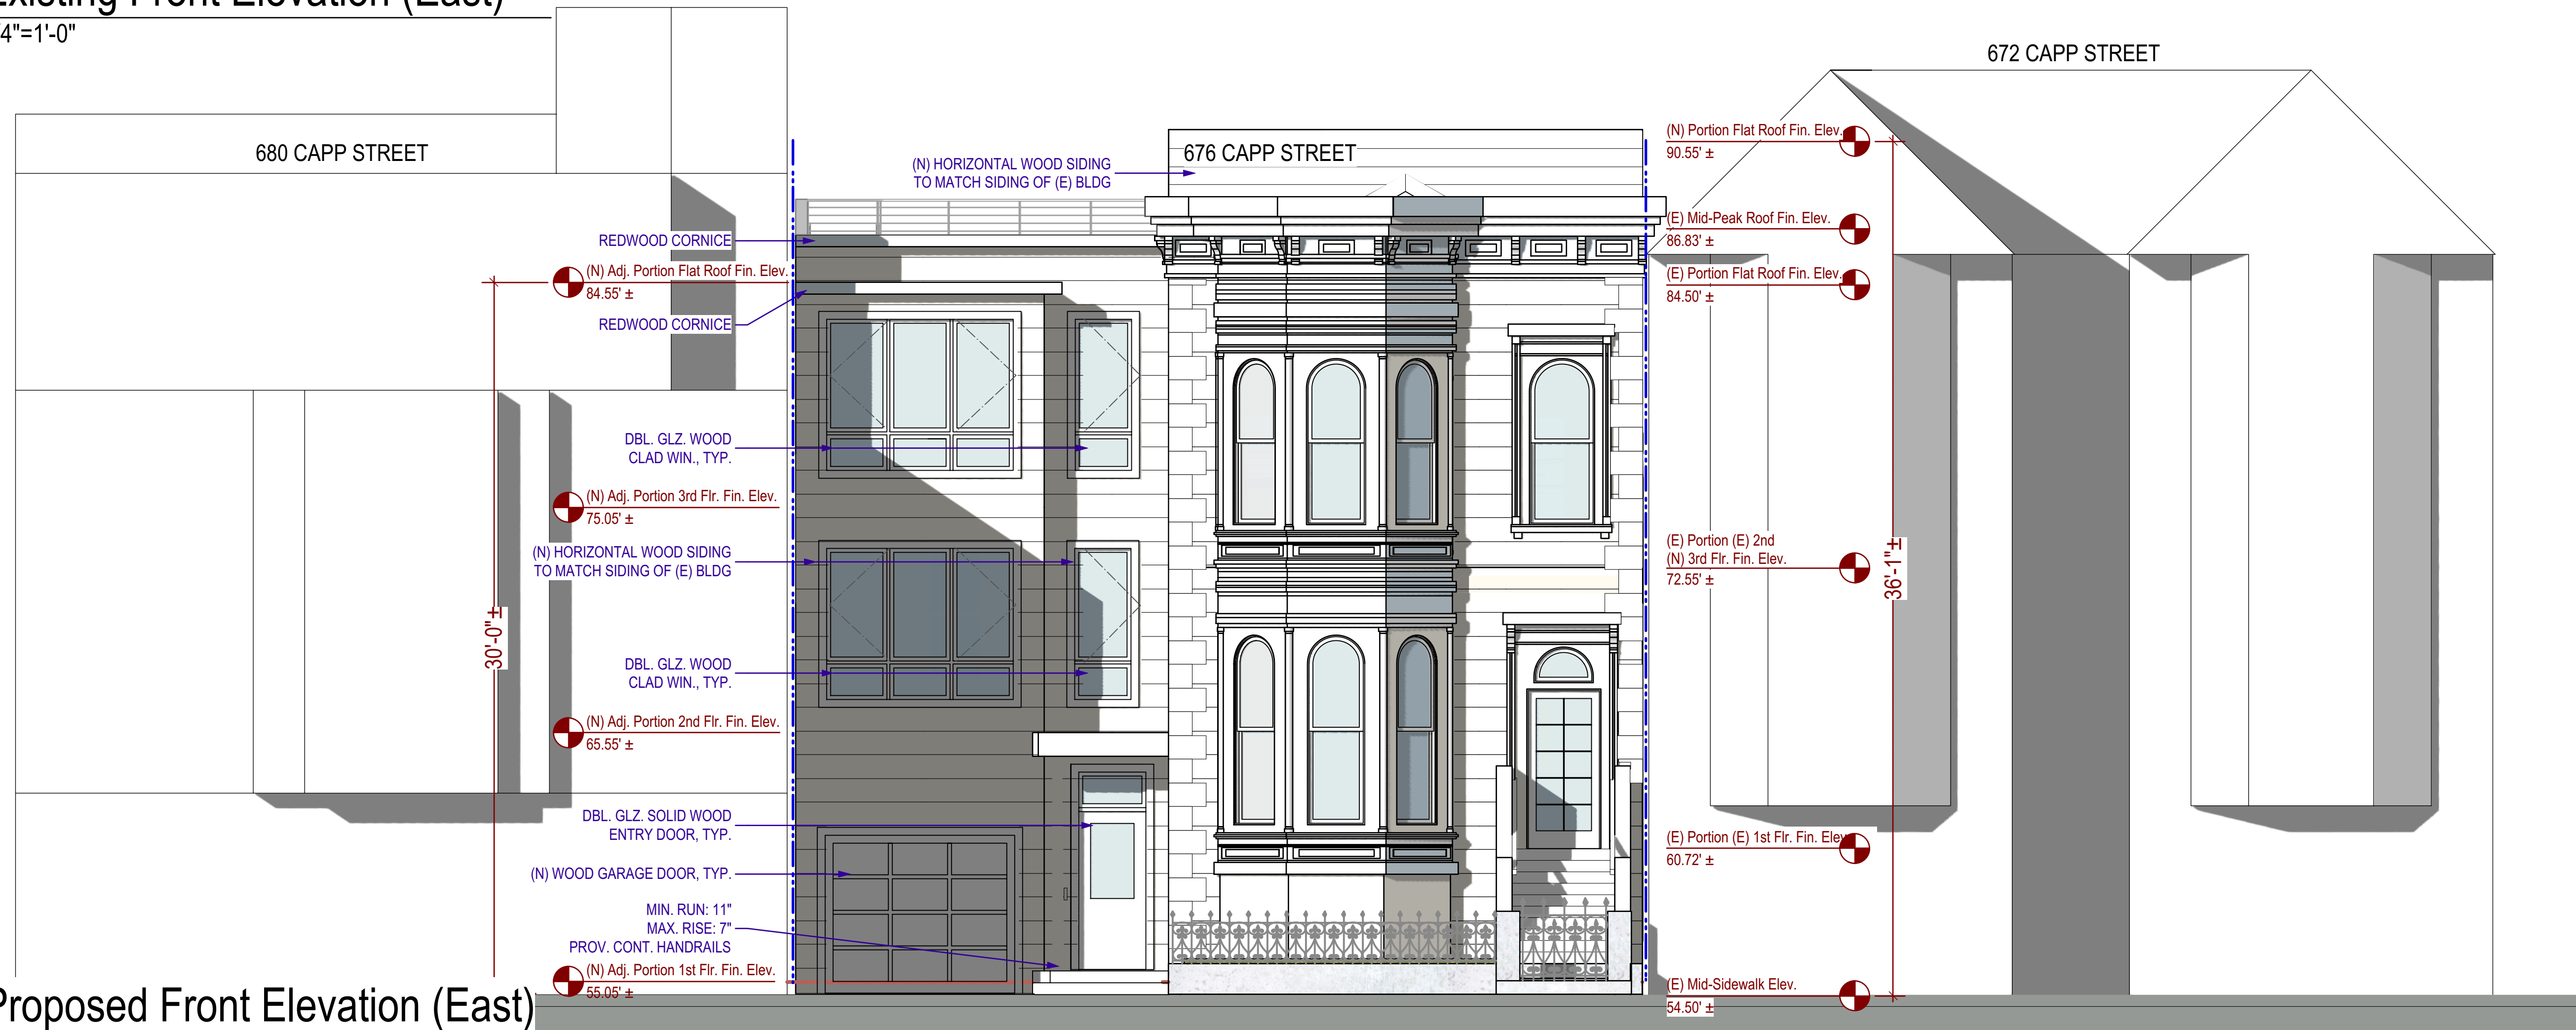 Existing Front Elevation (East)
/4"=1'-0"
672 CAPP STREET
680 CAPP STREET
676 CAPP STREET
(N) HORIZONTAL WOOD SIDING
TO MATCH SIDING OF (E) BLDG
REDWOOD CORNICE
(N) Adj. Portion Flat Roof Fin. Elev.
84.55' ±
REDWOOD CORNICE
DBL. GLZ. WOOD
CLAD WIN., TYP.
(N) Adj. Portion 3rd Flr. Fin. Elev.
75.05' ±
(N) HORIZONTAL WOOD SIDING
TO MATCH SIDING OF (E) BLDG
30'-0"±
DBL. GLZ. WOOD
CLAD WIN., TYP.
(N) Adj. Portion 2nd Flr. Fin. Elev.
65.55' ±
DBL. GLZ. SOLID WOOD
ENTRY DOOR, TYP.
(N) WOOD GARAGE DOOR, TYP.
MIN. RUN: 11"
MAX. RISE: 7"
PROV. CONT. HANDRAILS
(N) Adj. Portion 1st Flr. Fin. Elev.
55.05' ±
(N) Portion Flat Roof Fin. Elev.
90.55' ±
(E) Mid-Peak Roof Fin. Elev.
86.83' ±
(E) Portion Flat Roof Fin. Elev.
84.50' ±
(E) Portion (E) 2nd
(N) 3rd Flr. Fin. Elev.
72.55' ±
36'-1"±
(E) Portion (E) 1st Flr. Fin. Elev
60.72' ±
(E) Mid-Sidewalk Elev.
54.50' ±
Proposed Front Elevation (East)